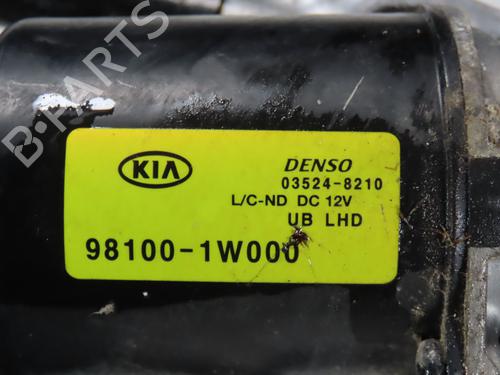 KIA
DENSO
03524-8210
L/C-ND DC 12V
UB LHD
98100-1W000
B-PARTS